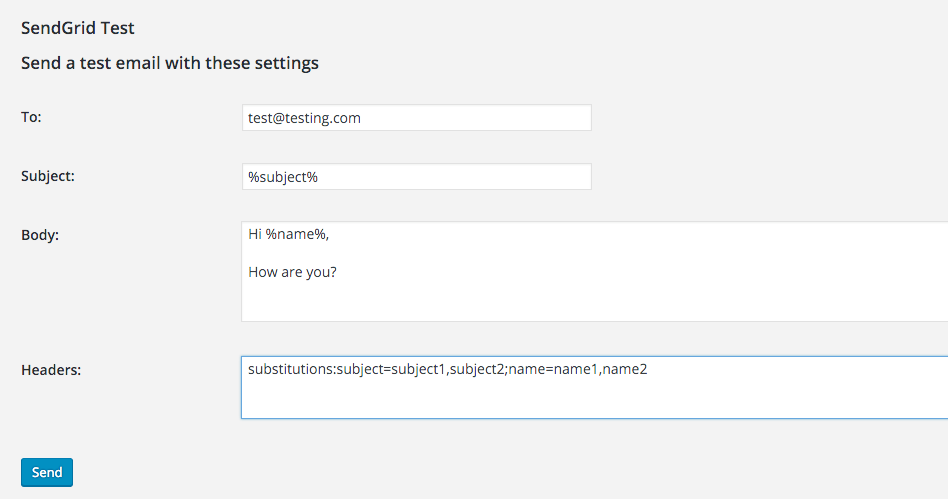 SendGrid Test
Send a test email with these settings
To:
test@testing.com
Subject:
%subject%
Body:
Hi %name%,
How are you?
Headers:
substitutions:subject=subject1,subject2;name=name1,name2
Send